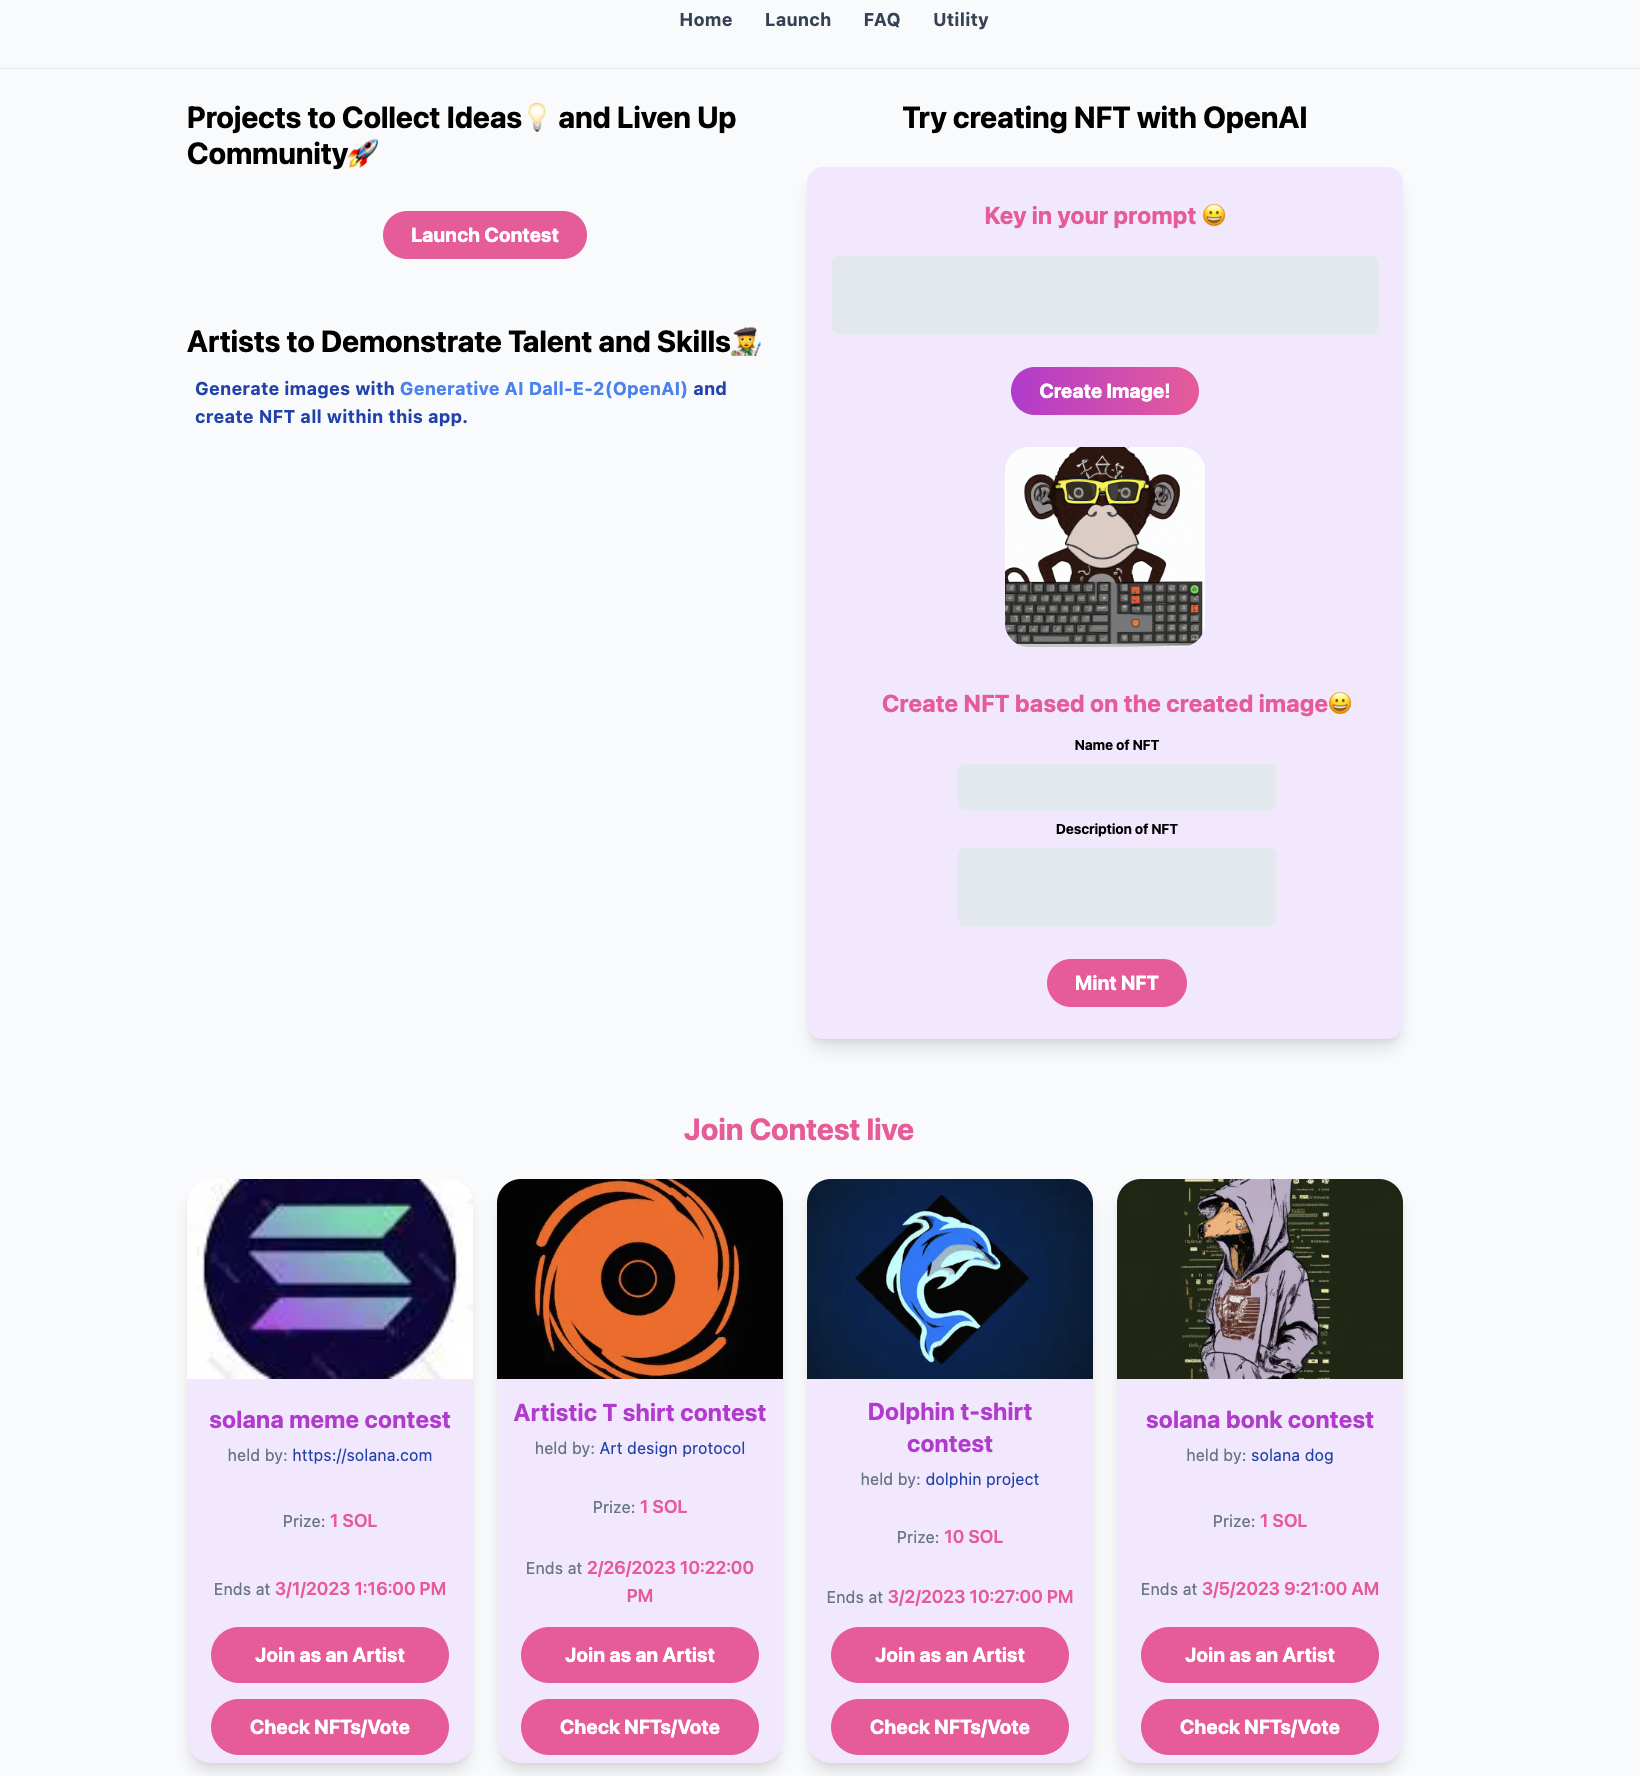 Home Launch FAQ Utility
Projects to Collect Ideas💡 and Liven Up
Community🚀
Launch Contest
Artists to Demonstrate Talent and Skills👩‍🎨
Generate images with Generative AI Dall-E-2(OpenAI) and
create NFT all within this app.
Try creating NFT with OpenAI
Key in your prompt 😀
Create Image!
Create NFT based on the created image😀
Name of NFT
Description of NFT
Mint NFT
Join Contest live
solana meme contest
held by: https://solana.com
Prize: 1 SOL
Ends at 3/1/2023 1:16:00 PM
Join as an Artist
Check NFTs/Vote
Artistic T shirt contest
held by: Art design protocol
Prize: 1 SOL
Ends at 2/26/2023 10:22:00
PM
Join as an Artist
Check NFTs/Vote
Dolphin t-shirt
contest
held by: dolphin project
Prize: 10 SOL
Ends at 3/2/2023 10:27:00 PM
Join as an Artist
Check NFTs/Vote
solana bonk contest
held by: solana dog
Prize: 1 SOL
Ends at 3/5/2023 9:21:00 AM
Join as an Artist
Check NFTs/Vote